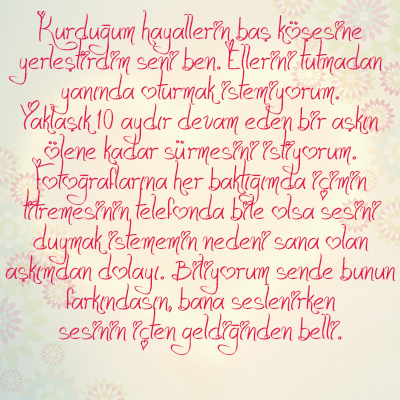 Kurduğum hayallerin baş köşesine
yerleştirdim seni ben. Ellerini tutmadan
yanında oturmak istemiyorum.
Yaklaşık 10 aydır devam eden bir aşkın
ölene kadar sürmesini istiyorum.
Fotoğraflarına her baktığımda içimin
titremesinin telefonda bile olsa sesini
duymak istememin nedeni sana olan
aşkımdan dolayı. Biliyorum sende bunun
farkındasın, bana seslenirken
sesinin içten geldiğinden belli.